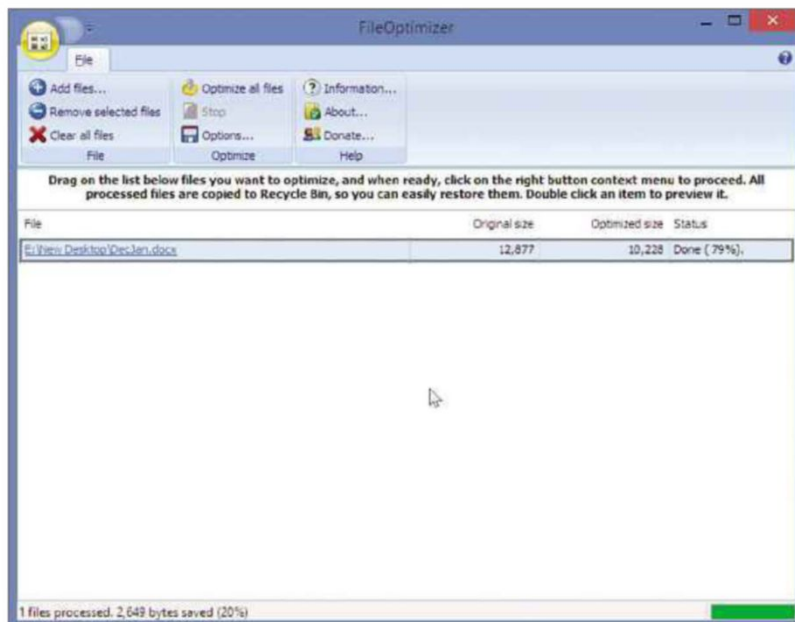 FileOptimizer
File
Add files...
Remove selected files
Clear all files
File
Optimize all files
Stop
Options...
Optimize
Information...
About...
Donate...
Help
Drag on the list below files you want to optimize, and when ready, click on the right button context menu to proceed. All
processed files are copied to Recycle Bin, so you can easily restore them. Double click an item to preview it.
File Original size Optimized size Status
E:\New Desktop\DecJan.docx 12,877 10,228 Done ( 79%).
1 files processed. 2,649 bytes saved (20%)